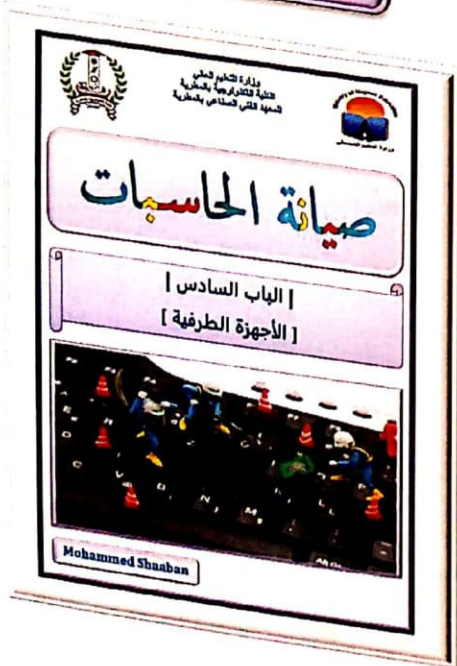 وزارة التعليم العالي
الكلية التكنولوجية بالمطرية
المعهد الفني الصناعي بالمطرية
صيانة الحاسبات
| الباب السادس |
[ الأجهزة الطرفية ]
Mohammed Shaaban